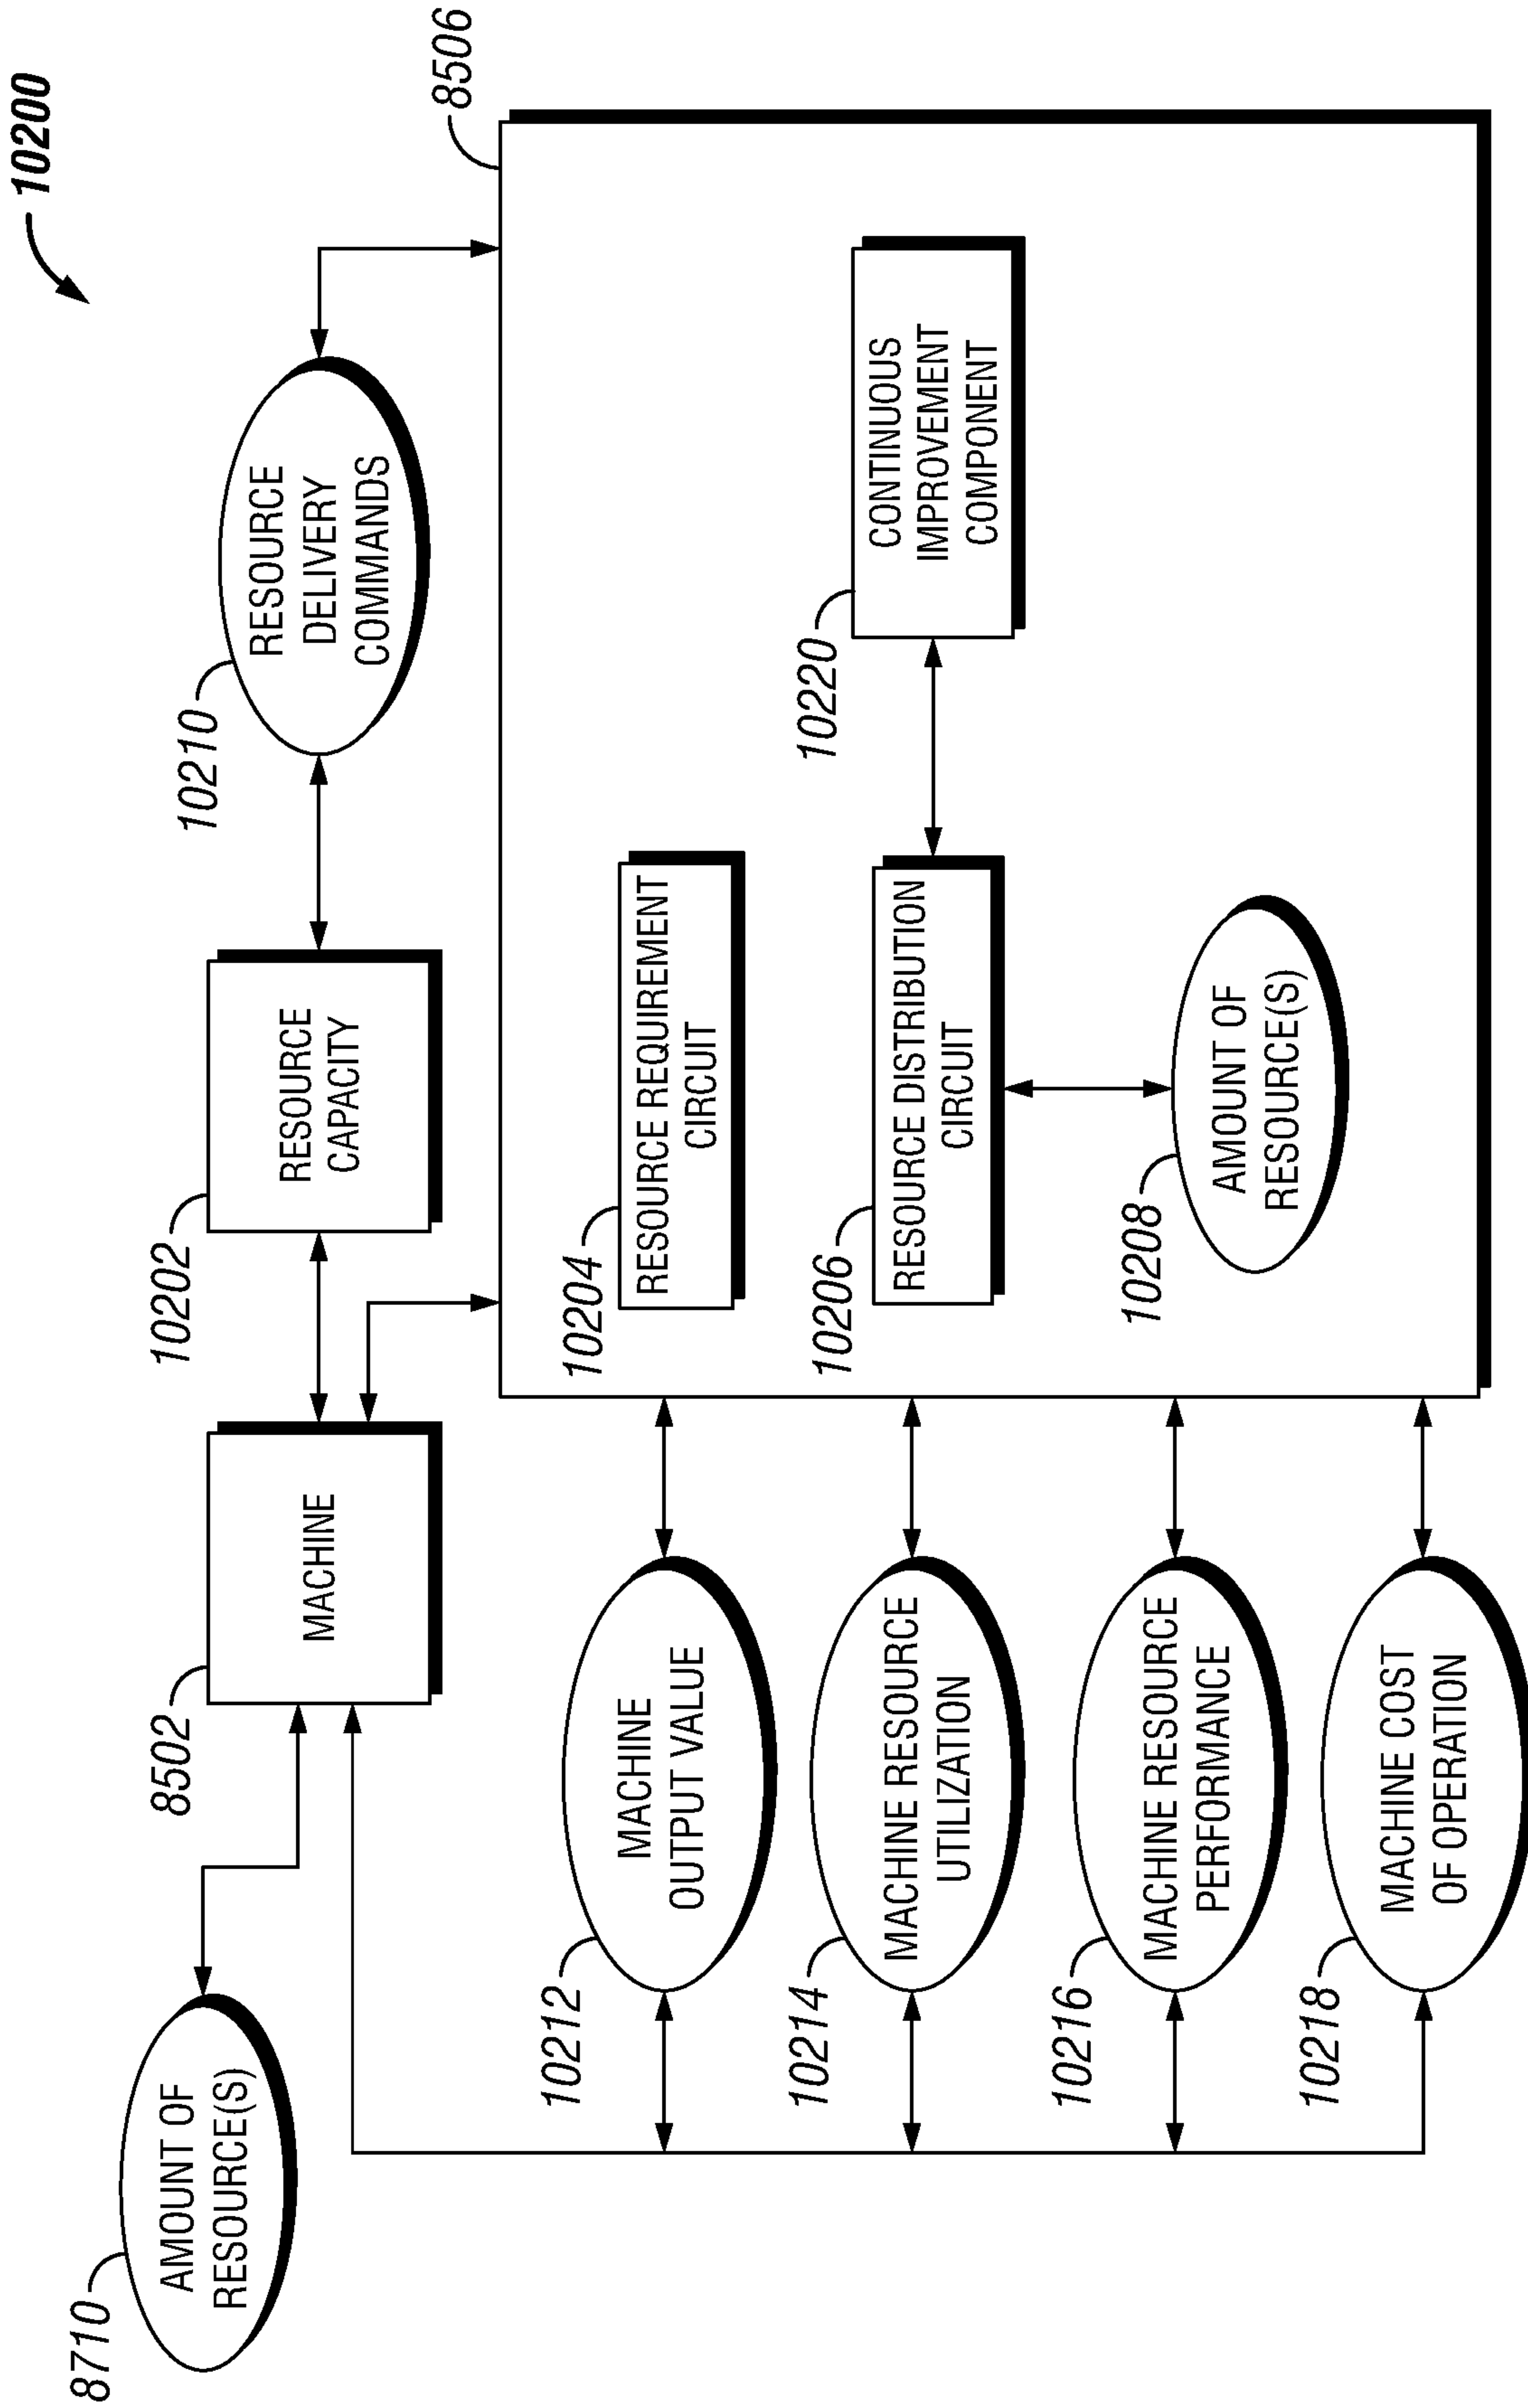 10200
8710
AMOUNT OF
RESOURCE(S)
8502
MACHINE
10202
RESOURCE
CAPACITY
10210
RESOURCE
DELIVERY
COMMANDS
8506
10212
MACHINE
OUTPUT VALUE
10214
MACHINE RESOURCE
UTILIZATION
10216
MACHINE RESOURCE
PERFORMANCE
10218
MACHINE COST
OF OPERATION
10204
RESOURCE REQUIREMENT
CIRCUIT
10206
RESOURCE DISTRIBUTION
CIRCUIT
10208
AMOUNT OF
RESOURCE(S)
10220
CONTINUOUS
IMPROVEMENT
COMPONENT